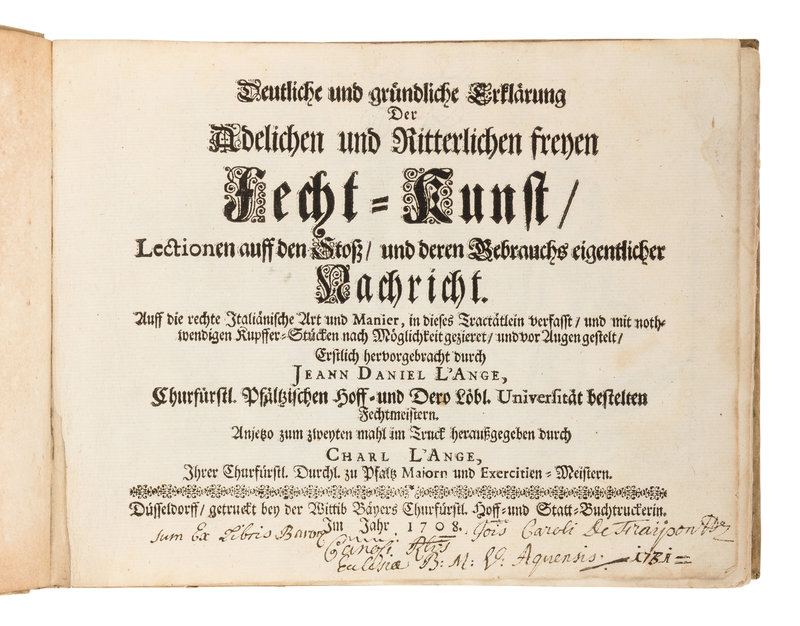 Deutliche und gründliche Erklärung
Der
Adelichen und Ritterlichen freyen
Fecht-Kunst/
Lectionen auff den Stoß/ und deren Gebrauchs eigentlicher
Nachricht.
Auff die rechte Italiänische Art und Manier, in dieses Tractätlein verfasst/ und mit noth-
wendigen Kupffer-Stücken nach Möglichkeit gezieret/ und vor Augen gestelt/
Erstlich hervorgebracht durch
JEANN DANIEL L'ANGE,
Churfürstl. Pfältzischen Hoff- und Dero Löbl. Universität bestelten
Fechtmeistern.
Anjetzo zum zweyten mahl im Truck heraußgegeben durch
CHARL L'ANGE,
Ihrer Churfürstl. Durchl. zu Pfaltz Maiorn und Exercitien-Meistern.
Düsseldorff/ getruckt bey der Wittib Bäyers Churfürstl. Hoff- und Statt-Buchtruckerin.
Im Jahr 1708.
sum Ex Libris Caroli De
Ecclesiæ B: M: V: Aquensis. 1731